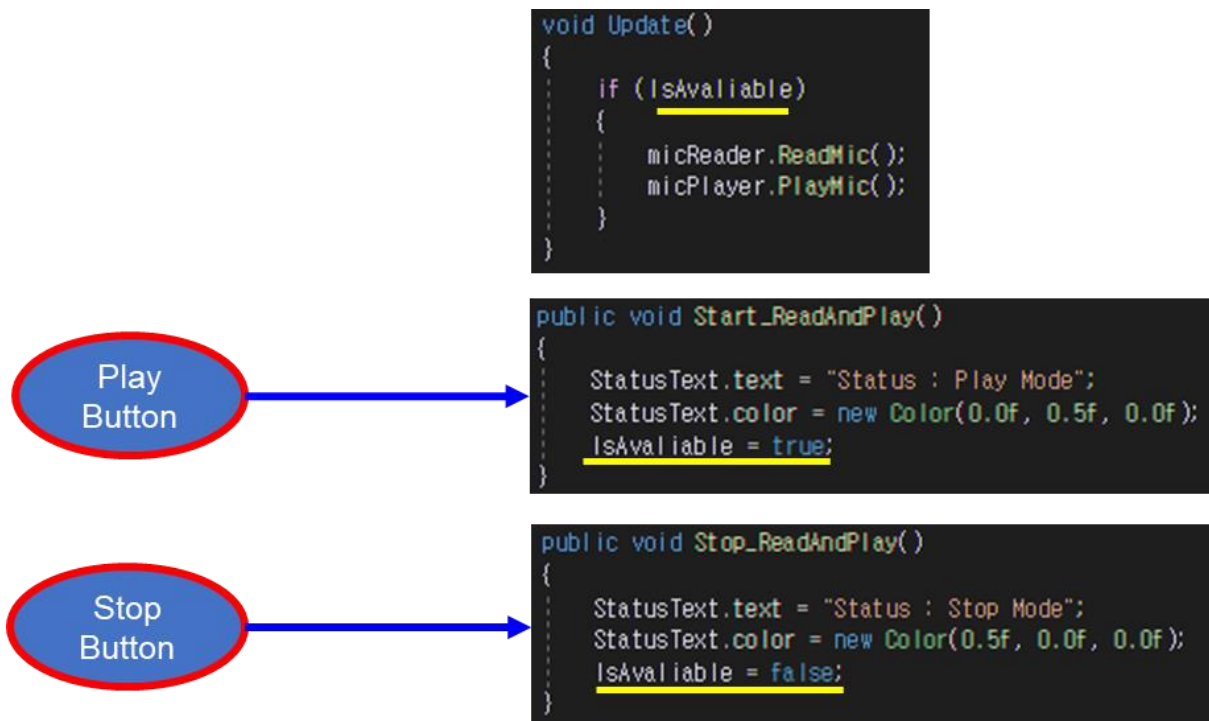 void Update()
{
if (IsAvaliable)
{
micReader.ReadMic();
micPlayer.PlayMic();
}
}
public void Start_ReadAndPlay()
{
StatusText.text = "Status : Play Mode";
StatusText.color = new Color(0.0f, 0.5f, 0.0f);
IsAvaliable = true;
}
Play
Button
public void Stop_ReadAndPlay()
{
StatusText.text = "Status : Stop Mode";
StatusText.color = new Color(0.5f, 0.0f, 0.0f);
IsAvaliable = false;
}
Stop
Button